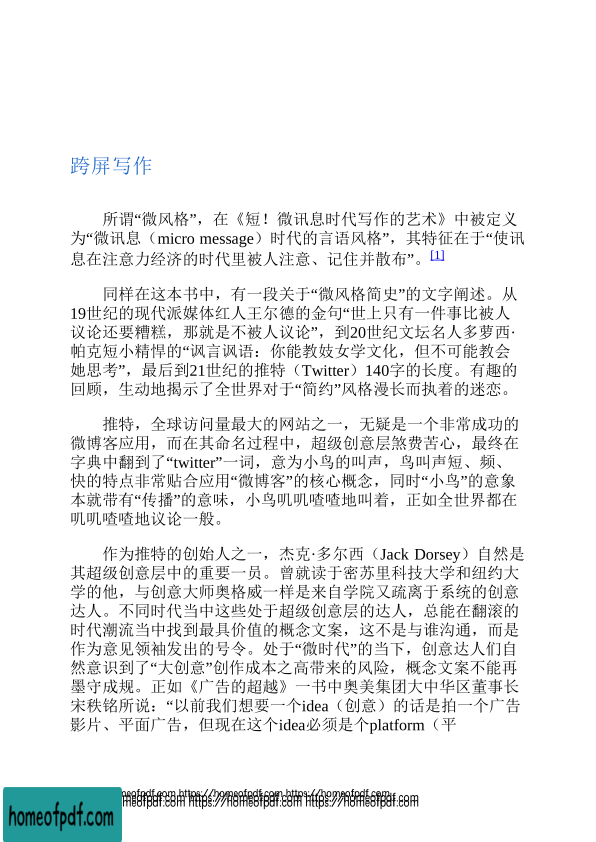 跨屏写作
所谓“微风格”，在《短！微讯息时代写作的艺术》中被定义
为“微讯息（micro message）时代的言语风格”，其特征在于“使讯
息在注意力经济的时代里被人注意、记住并散布”。[1]
同样在这本书中，有一段关于“微风格简史”的文字阐述。从
19世纪的现代派媒体红人王尔德的金句“世上只有一件事比被人
议论还要糟糕，那就是不被人议论”，到20世纪文坛名人多萝西·
帕克短小精悍的“讽言讽语：你能教妓女学文化，但不可能教会
她思考”，最后到21世纪的推特（Twitter）140字的长度。有趣的
回顾，生动地揭示了全世界对于“简约”风格漫长而执着的迷恋。
推特，全球访问量最大的网站之一，无疑是一个非常成功的
微博客应用，而在其命名过程中，超级创意层煞费苦心，最终在
字典中翻到了“twitter”一词，意为小鸟的叫声，鸟叫声短、频、
快的特点非常贴合应用“微博客”的核心概念，同时“小鸟”的意象
本就带有“传播”的意味，小鸟叽叽喳喳地叫着，正如全世界都在
叽叽喳喳地议论一般。
作为推特的创始人之一，杰克·多尔西（Jack Dorsey）自然是
其超级创意层中的重要一员。曾就读于密苏里科技大学和纽约大
学的他，与创意大师奥格威一样是来自学院又疏离于系统的创意
达人。不同时代当中这些处于超级创意层的达人，总能在翻滚的
时代潮流当中找到最具价值的概念文案，这不是与谁沟通，而是
作为意见领袖发出的号令。处于“微时代”的当下，创意达人们自
然意识到了“大创意”创作成本之高带来的风险，概念文案不能再
墨守成规。正如《广告的超越》一书中奥美集团大中华区董事长
宋秩铭所说：“以前我们想要一个idea（创意）的话是拍一个广告
影片、平面广告，但现在这个idea必须是个platform（平
homeofpdf.com https://homeofpdf.com https://homeofpdf.com
homeofpdf.com https://homeofpdf.com https://homeofpdf.com
homeofpdf.com